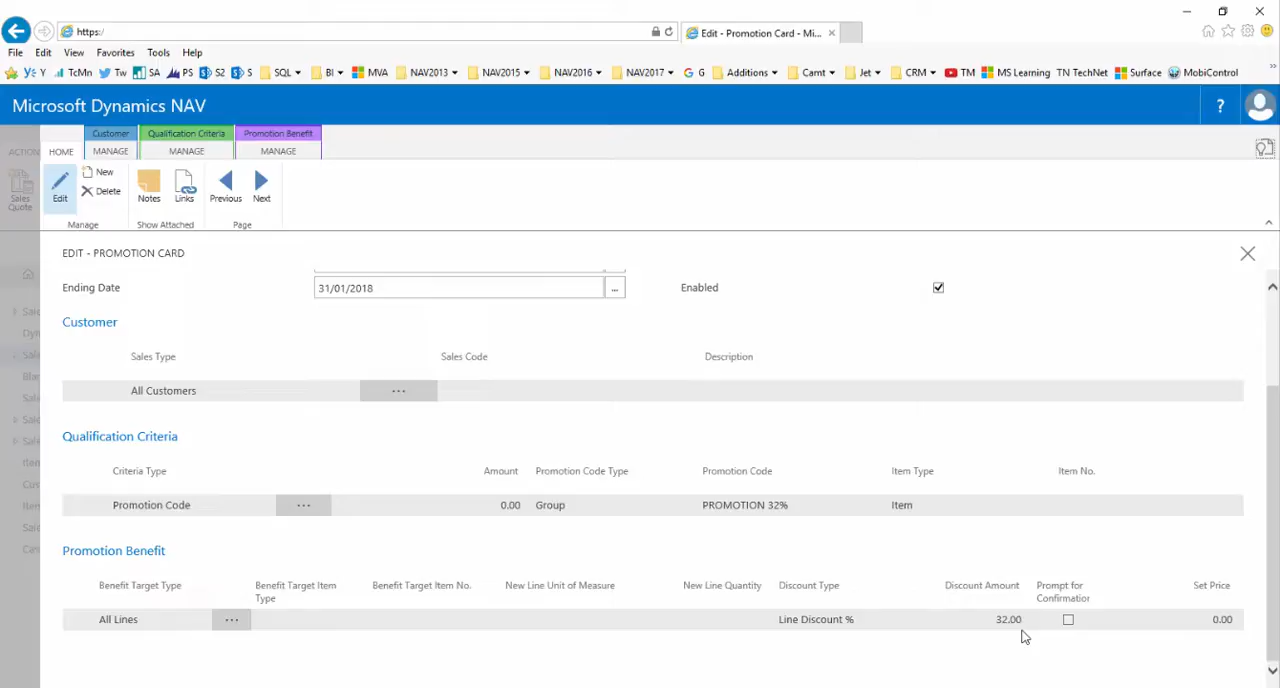 https:/
Edit - Promotion Card - Mi...
File Edit View Favorites Tools Help
Y TcMn Tw SA PS S2 S SQL BI MVA NAV2013 NAV2015 NAV2016 NAV2017 G Additions Camt Jet CRM TM MS Learning TN TechNet Surface MobiControl
Microsoft Dynamics NAV
?
Customer Qualification Criteria Promotion Benefit
HOME MANAGE MANAGE MANAGE
Sales Quote
Edit
New
Delete
Notes
Links
Previous
Next
Manage Show Attached Page
EDIT - PROMOTION CARD
Ending Date 31/01/2018 ... Enabled
Customer
Sales Type Sales Code Description
All Customers ...
Qualification Criteria
Criteria Type Amount Promotion Code Type Promotion Code Item Type Item No.
Promotion Code ... 0.00 Group PROMOTION 32% Item
Promotion Benefit
Benefit Target Type Benefit Target Item Type Benefit Target Item No. New Line Unit of Measure New Line Quantity Discount Type Discount Amount Prompt for Confirmation Set Price
All Lines ... Line Discount % 32.00 0.00